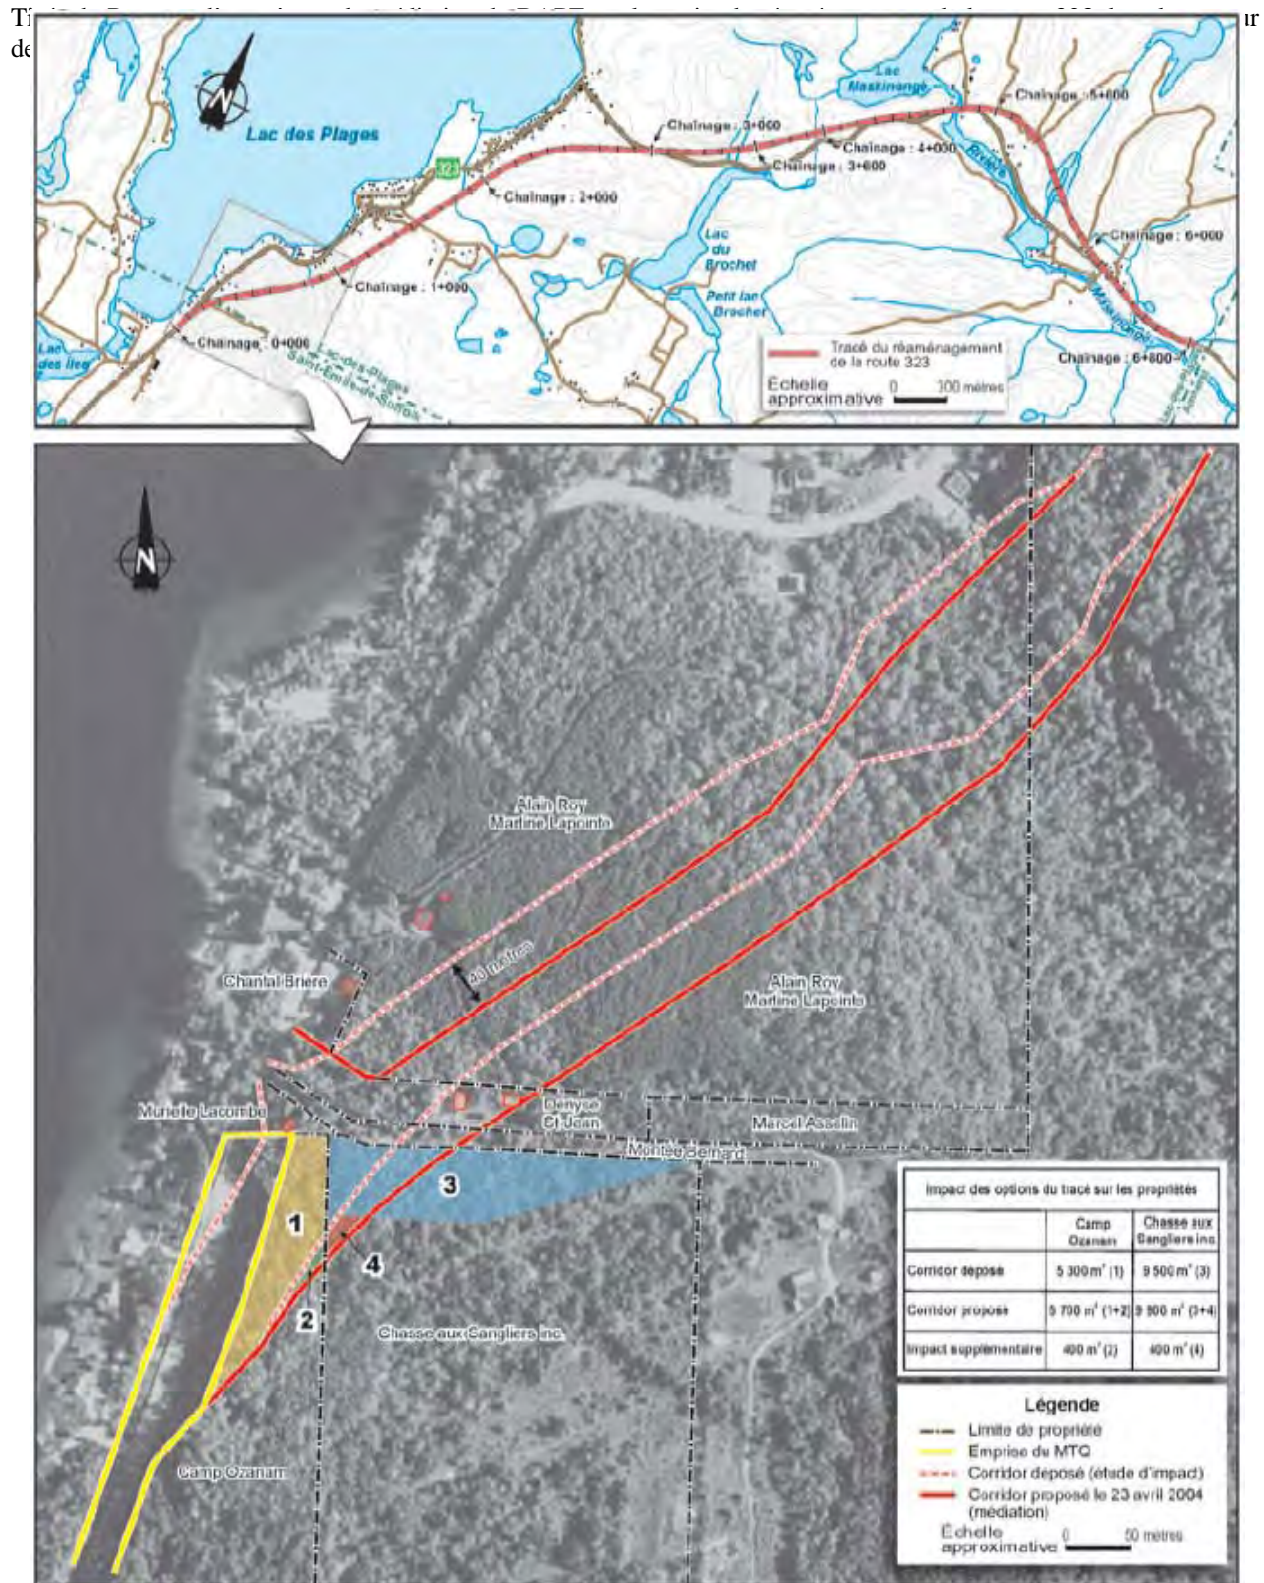 N
Lac des Plages
323
Lac
Maskinongé
Chaînage : 5+600
Chaînage : 3+000
Chaînage : 4+000
Chaînage : 3+600
Rivière
Chaînage : 2+000
Lac
du
Brochet
Chaînage : 6+000
Chaînage : 1+000
Petit lac
Brochet
Maskinongé
Lac
des Iles
Chaînage : 0+000
Lac-des-Plages
Tracé du réaménagement
de la route 323
Échelle
approximative
0 300 mètres
Chaînage : 6+800
N
Alain Roy
Martine Lapointe
40 mètres
Chantal Brière
Alain Roy
Martine Lapointe
Murielle Lacombe
Denyse
St-Jean
Marcel Asselin
Montée Bernard
1
3
4
2
Chasse aux Sangliers inc.
Camp Ozanam
Impact des options du tracé sur les propriétés
Camp Ozanam Chasse aux Sangliers inc.
Corridor déposé 5 300 m² (1) 9 500 m² (3)
Corridor proposé 5 700 m² (1+2) 9 900 m² (3+4)
Impact supplémentaire 400 m² (2) 400 m² (4)
Légende
Limite de propriété
Emprise du MTQ
Corridor déposé (étude d'impact)
Corridor proposé le 23 avril 2004
(médiation)
Échelle
approximative
0 50 mètres